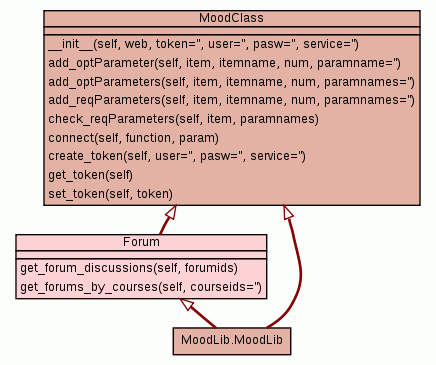 MoodClass
__init__(self, web, token='', user='', pasw='', service='')
add_optParameter(self, item, itemname, num, paramname='')
add_optParameters(self, item, itemname, num, paramnames='')
add_reqParameters(self, item, itemname, num, paramnames='')
check_reqParameters(self, item, paramnames)
connect(self, function, param)
create_token(self, user='', pasw='', service='')
get_token(self)
set_token(self, token)
Forum
get_forum_discussions(self, forumids)
get_forums_by_courses(self, courseids='')
MoodLib.MoodLib